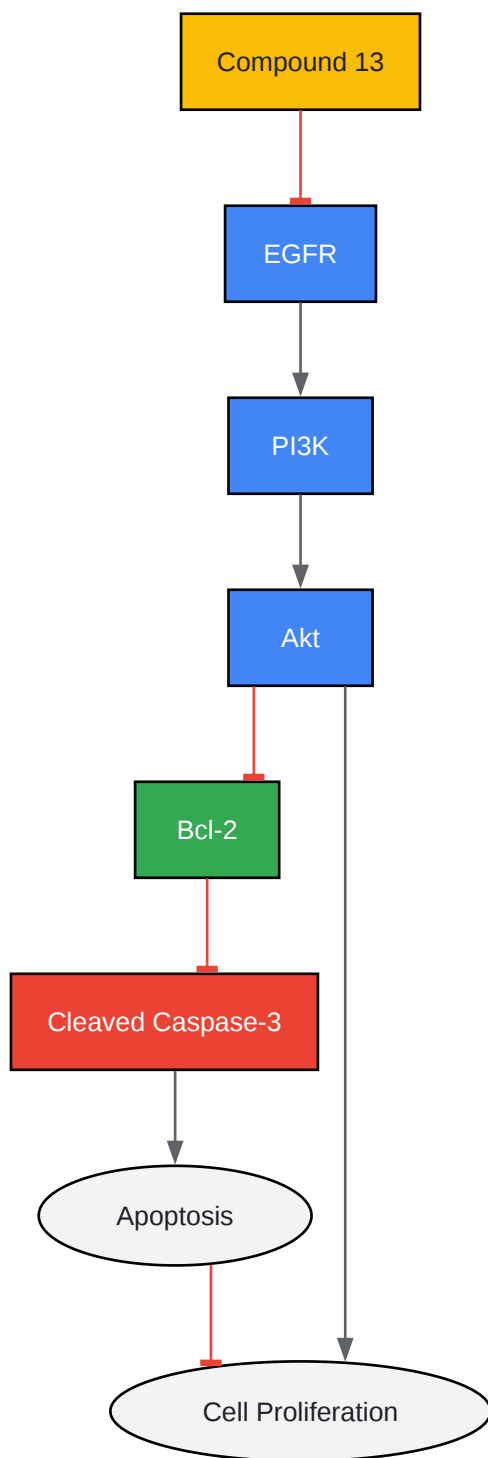 Compound 13
EGFR
PI3K
Akt
Bcl-2
Cleaved Caspase-3
Apoptosis
Cell Proliferation